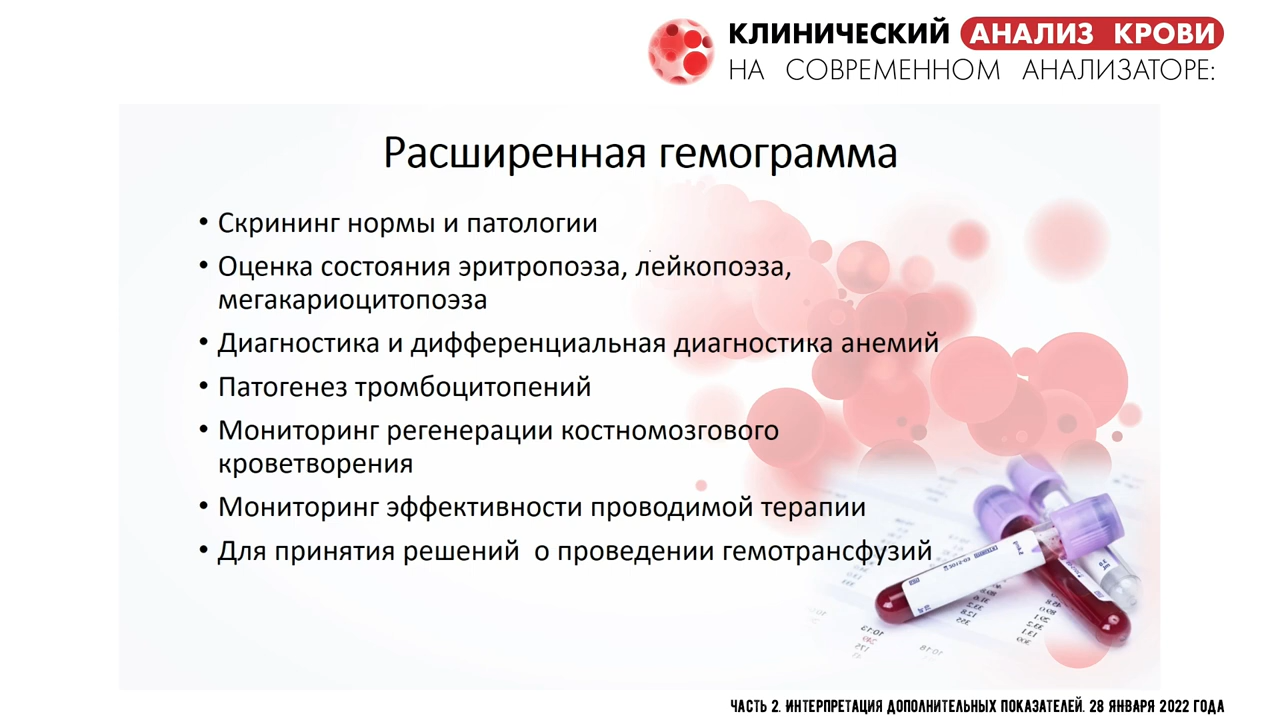 КЛИНИЧЕСКИЙ АНАЛИЗ КРОВИ
НА СОВРЕМЕННОМ АНАЛИЗАТОРЕ:
Расширенная гемограмма
• Скрининг нормы и патологии
• Оценка состояния эритропоэза, лейкопоэза,
мегакариоцитопоэза
• Диагностика и дифференциальная диагностика анемий
• Патогенез тромбоцитопений
• Мониторинг регенерации костномозгового
кроветворения
• Мониторинг эффективности проводимой терапии
• Для принятия решений о проведении гемотрансфузий
ЧАСТЬ 2. ИНТЕРПРЕТАЦИЯ ДОПОЛНИТЕЛЬНЫХ ПОКАЗАТЕЛЕЙ. 28 ЯНВАРЯ 2022 ГОДА